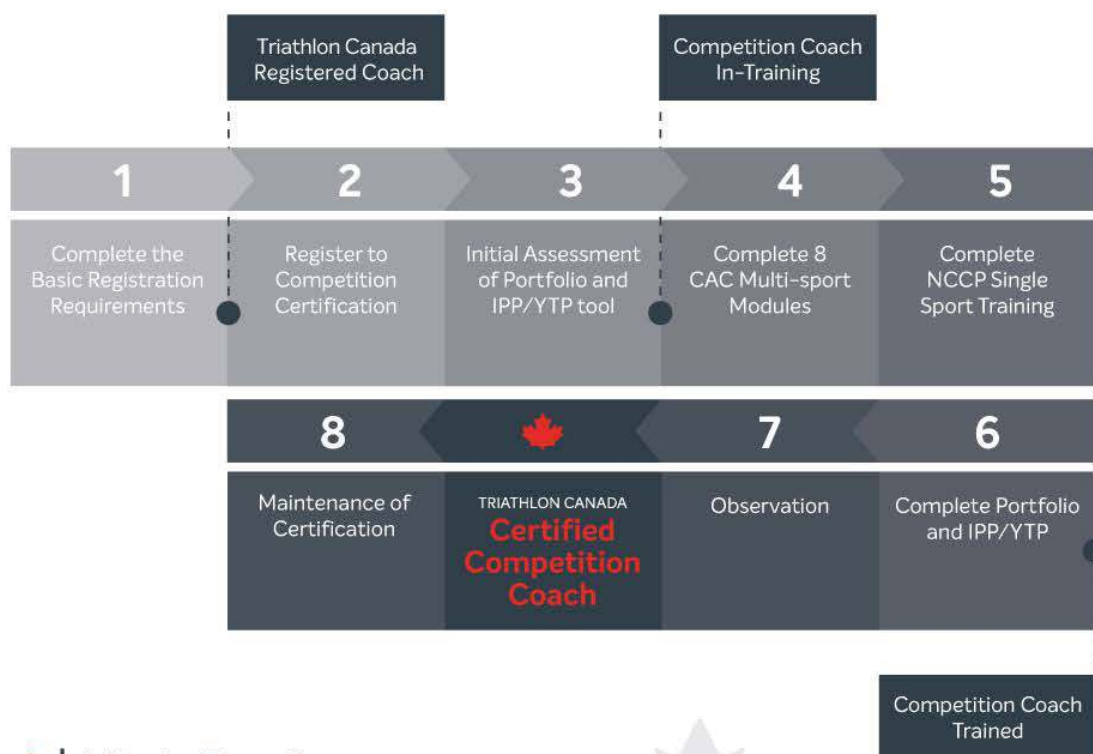 Triathlon Canada
Registered Coach
Competition Coach
In-Training
1
2
3
4
5
Complete the
Basic Registration
Requirements
Register to
Competition
Certification
Initial Assessment
of Portfolio and
IPP/YTP tool
Complete 8
CAC Multi-sport
Modules
Complete
NCCP Single
Sport Training
8
7
6
Maintenance of
Certification
TRIATHLON CANADA
Certified
Competition
Coach
Observation
Complete Portfolio
and IPP/YTP
Competition Coach
Trained